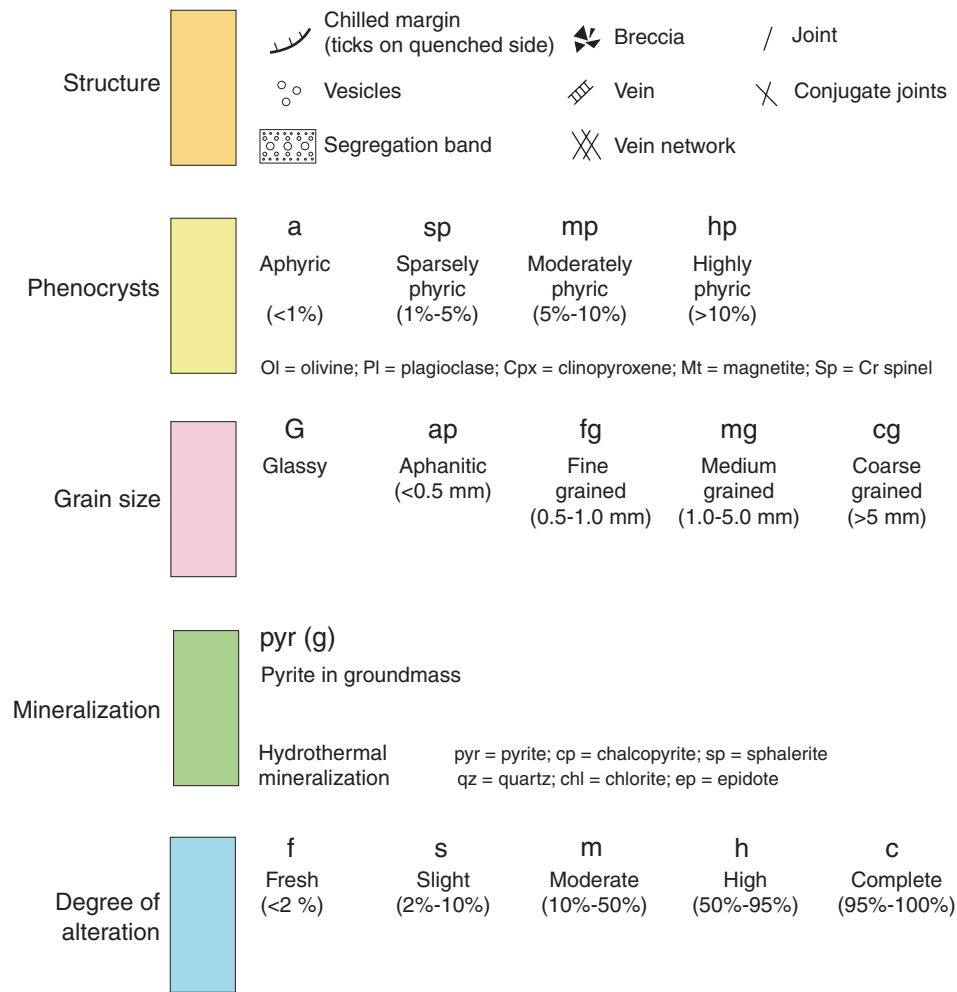 Structure
Chilled margin
(ticks on quenched side)
Breccia
Joint
Vesicles
Vein
Conjugate joints
Segregation band
Vein network
Phenocrysts
a sp mp hp
Aphyric Sparsely Moderately Highly
phyric phyric phyric
(<1%) (1%-5%) (5%-10%) (>10%)
Ol = olivine; Pl = plagioclase; Cpx = clinopyroxene; Mt = magnetite; Sp = Cr spinel
Grain size
G ap fg mg cg
Glassy Aphanitic Fine Medium Coarse
(<0.5 mm) grained grained grained
(0.5-1.0 mm) (1.0-5.0 mm) (>5 mm)
Mineralization
pyr (g)
Pyrite in groundmass
Hydrothermal pyr = pyrite; cp = chalcopyrite; sp = sphalerite
mineralization qz = quartz; chl = chlorite; ep = epidote
Degree of
alteration
f s m h c
Fresh Slight Moderate High Complete
(<2 %) (2%-10%) (10%-50%) (50%-95%) (95%-100%)